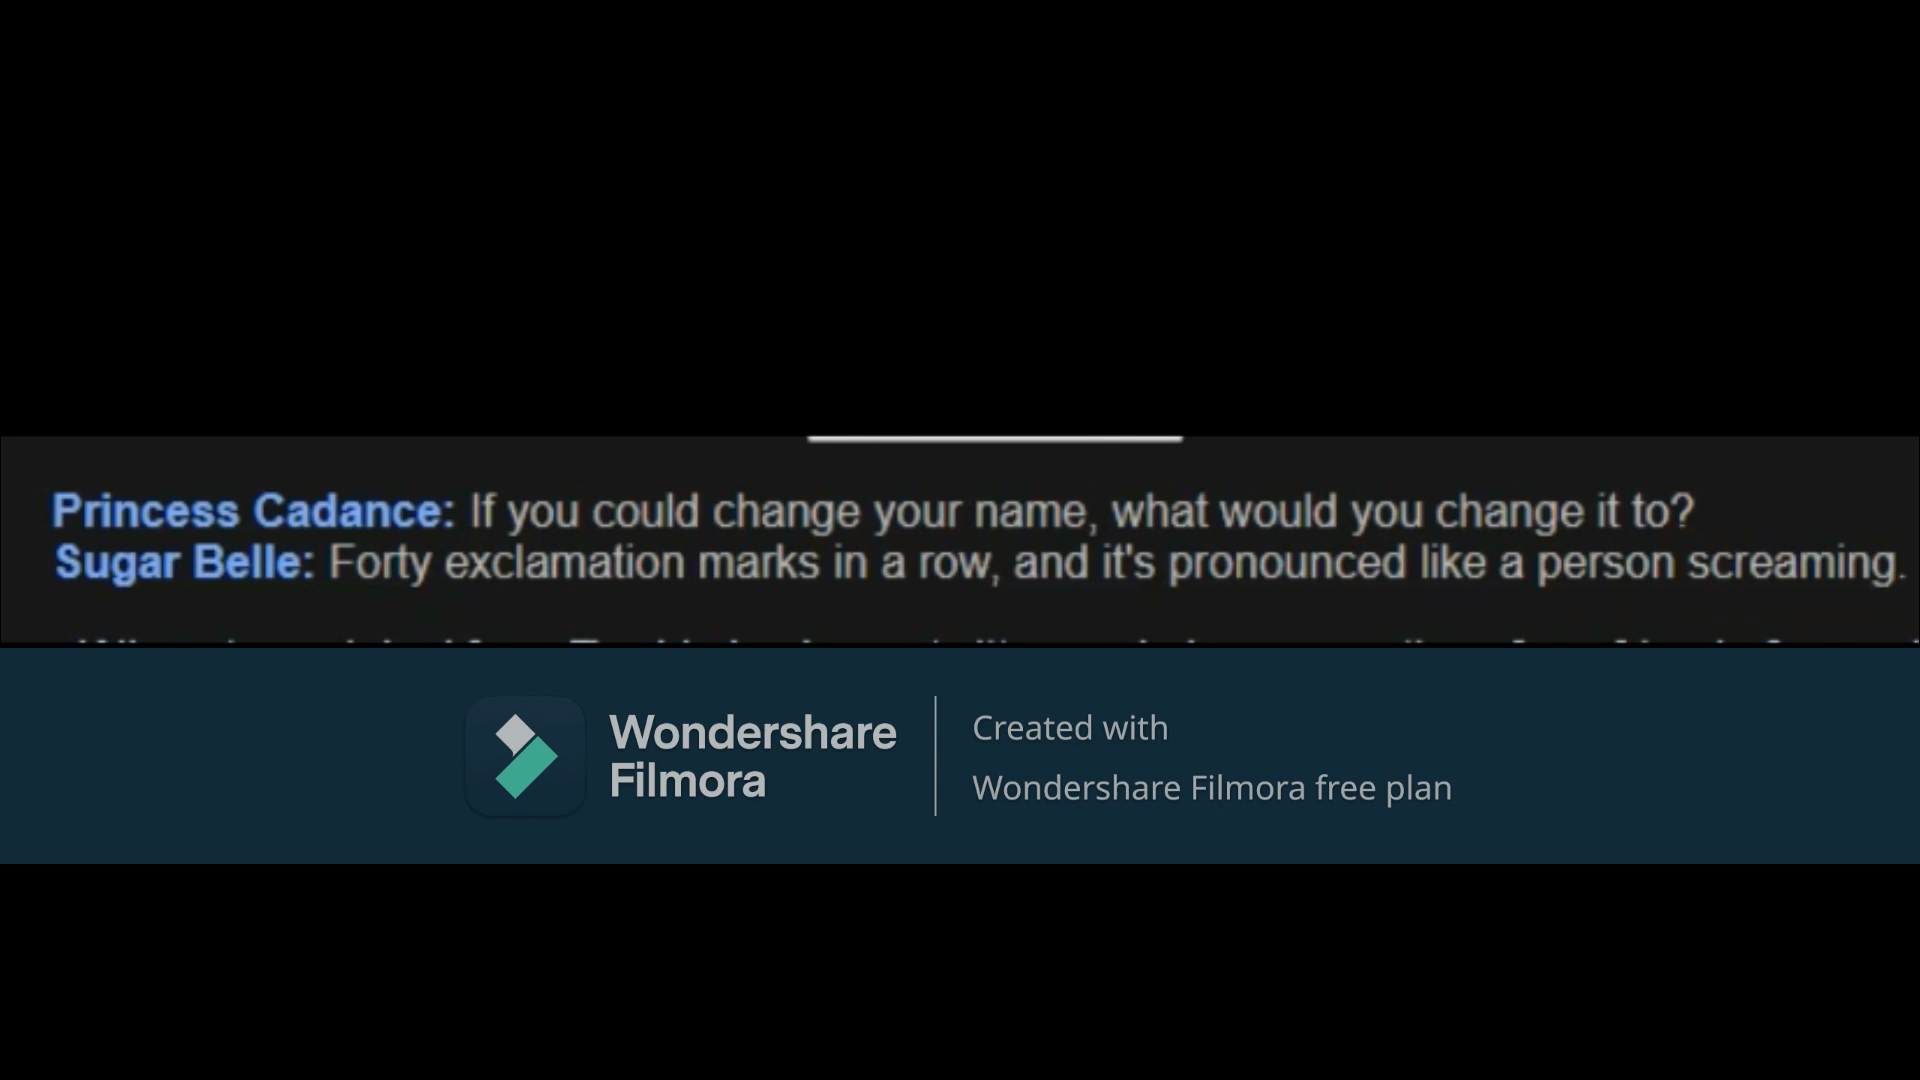 Princess Cadance: If you could change your name, what would you change it to?
Sugar Belle: Forty exclamation marks in a row, and it's pronounced like a person screaming.
Wondershare
Filmora
Created with
Wondershare Filmora free plan